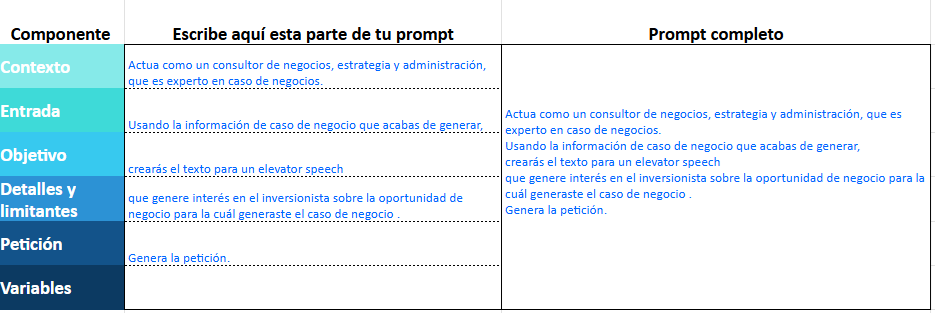 Componente
Escribe aquí esta parte de tu prompt
Prompt completo
Contexto
Actua como un consultor de negocios, estrategia y administración,
que es experto en caso de negocios.
Entrada
Usando la información de caso de negocio que acabas de generar,
Objetivo
crearás el texto para un elevator speech
Detalles y
limitantes
que genere interés en el inversionista sobre la oportunidad de
negocio para la cuál generaste el caso de negocio .
Petición
Genera la petición.
Variables
Actua como un consultor de negocios, estrategia y administración, que es
experto en caso de negocios.
Usando la información de caso de negocio que acabas de generar,
crearás el texto para un elevator speech
que genere interés en el inversionista sobre la oportunidad de negocio para la
cuál generaste el caso de negocio .
Genera la petición.